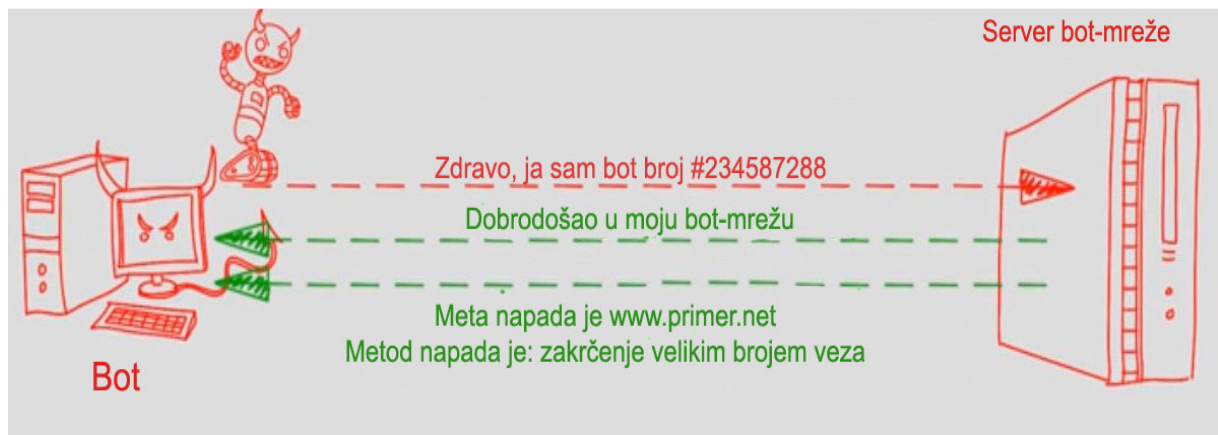 Server bot-mreže
Zdravo, ja sam bot broj #234587288
Dobrodošao u moju bot-mrežu
Meta napada je www.primer.net
Metod napada je: zakrčenje velikim brojem veza
Bot